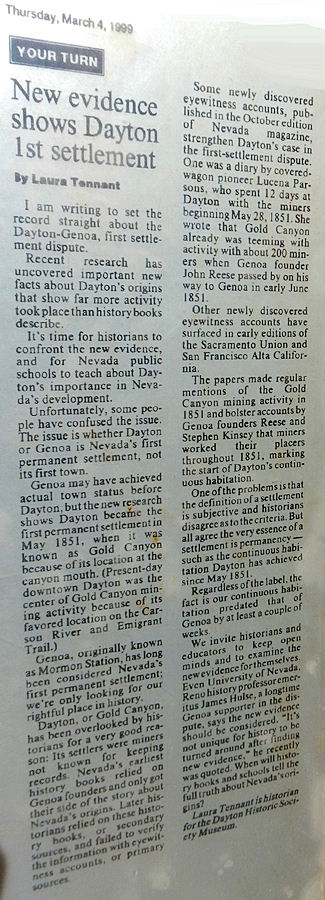 Thursday, March 4, 1999
YOUR TURN
New evidence
shows Dayton
1st settlement
By Laura Tennant
I am writing to set the
record straight about the
Dayton-Genoa, first settle-
ment dispute.
Recent research has
uncovered important new
facts about Dayton's origins
that show far more activity
took place than history books
describe.
It's time for historians to
confront the new evidence,
and for Nevada public
schools to teach about Day-
ton's importance in Neva-
da's development.
Unfortunately, some peo-
ple have confused the issue.
The issue is whether Dayton
or Genoa is Nevada's first
permanent settlement, not
its first town.
Genoa may have achieved
actual town status before
Dayton, but the new research
shows Dayton became the
first permanent settlement in
May 1851, when it was
known as Gold Canyon
because of its location at the
canyon mouth. (Present-day
downtown Dayton was the
center of Gold Canyon min-
ing activity because of its
favored location on the Car-
son River and Emigrant
Trail.)
Genoa, originally known
as Mormon Station, has long
been considered Nevada's
first permanent settlement;
we're only looking for our
rightful place in history.
Dayton, or Gold Canyon,
has been overlooked by his-
torians for a very good rea-
son: Its settlers were miners
not known for keeping
records. Nevada's earliest
history books relied on
Genoa founders and only got
their side of the story about
Nevada's origins. Later his-
torians relied on these histo-
ry books, or secondary
sources, and failed to verify
the information with eyewit-
ness accounts, or primary
sources.
Some newly discovered
eyewitness accounts, pub-
lished in the October edition
of Nevada magazine,
strengthen Dayton's case in
the first-settlement dispute.
One was a diary by covered-
wagon pioneer Lucena Par-
sons, who spent 12 days at
Dayton with the miners
beginning May 28, 1851. She
wrote that Gold Canyon
already was teeming with
activity with about 200 min-
ers when Genoa founder
John Reese passed by on his
way to Genoa in early June
1851.
Other newly discovered
eyewitness accounts have
surfaced in early editions of
the Sacramento Union and
San Francisco Alta Califor-
nia.
The papers made regular
mentions of the Gold
Canyon mining activity in
1851 and bolster accounts by
Genoa founders Reese and
Stephen Kinsey that miners
worked their placers
throughout 1851, marking
the start of Dayton's contin-
uous habitation.
One of the problems is that
the definition of a settlement
is subjective and historians
disagree as to the criteria. But
all agree the very essence of a
settlement is permanency —
such as the continuous habi-
tation Dayton has achieved
since May 1851.
Regardless of the label, the
fact is our continuous habi-
tation predated that of
Genoa by at least a couple of
weeks.
We invite historians and
educators to keep open
minds and to examine the
new evidence for themselves.
Even University of Nevada,
Reno history professor emer-
itus James Hulse, a longtime
Genoa supporter in the dis-
pute, says the new evidence
should be considered. "It's
not unique for history to be
turned around after finding
new evidence," he recently
was quoted. When will histo-
ry books and schools tell the
full truth about Nevada's ori-
gins?
Laura Tennant is historian
for the Dayton Historic Soci-
ety Museum.